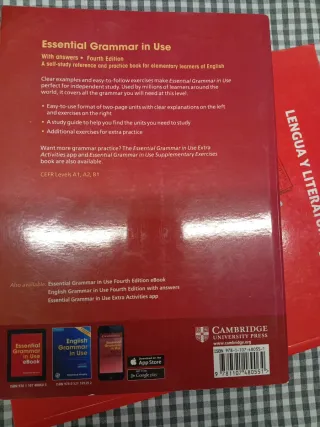 Essential Grammar in Use
With answers • Fourth Edition
A self-study reference and practice book for elementary learners of English
Clear examples and easy-to-follow exercises make Essential Grammar in Use
perfect for independent study. Used by millions of learners around the
world, it covers all the grammar you will need at this level.
• Easy-to-use format of two-page units with clear explanations on the left
and exercises on the right
• A study guide to help you find the units you need to study
• Additional exercises for extra practice
Want more grammar practice? The Essential Grammar in Use Extra
Activities app and Essential Grammar in Use Supplementary Exercises
book are also available.
CEFR Levels A1, A2, B1
Also available: Essential Grammar in Use Fourth Edition eBook
English Grammar in Use Fourth Edition with answers
Essential Grammar in Use Extra Activities app
Essential
Grammar
in Use
eBook
English
Grammar
in Use
App Store
Google play
CAMBRIDGE
UNIVERSITY PRESS
www.cambridge.org
9 781107 480551
LENGUA Y LITERATU